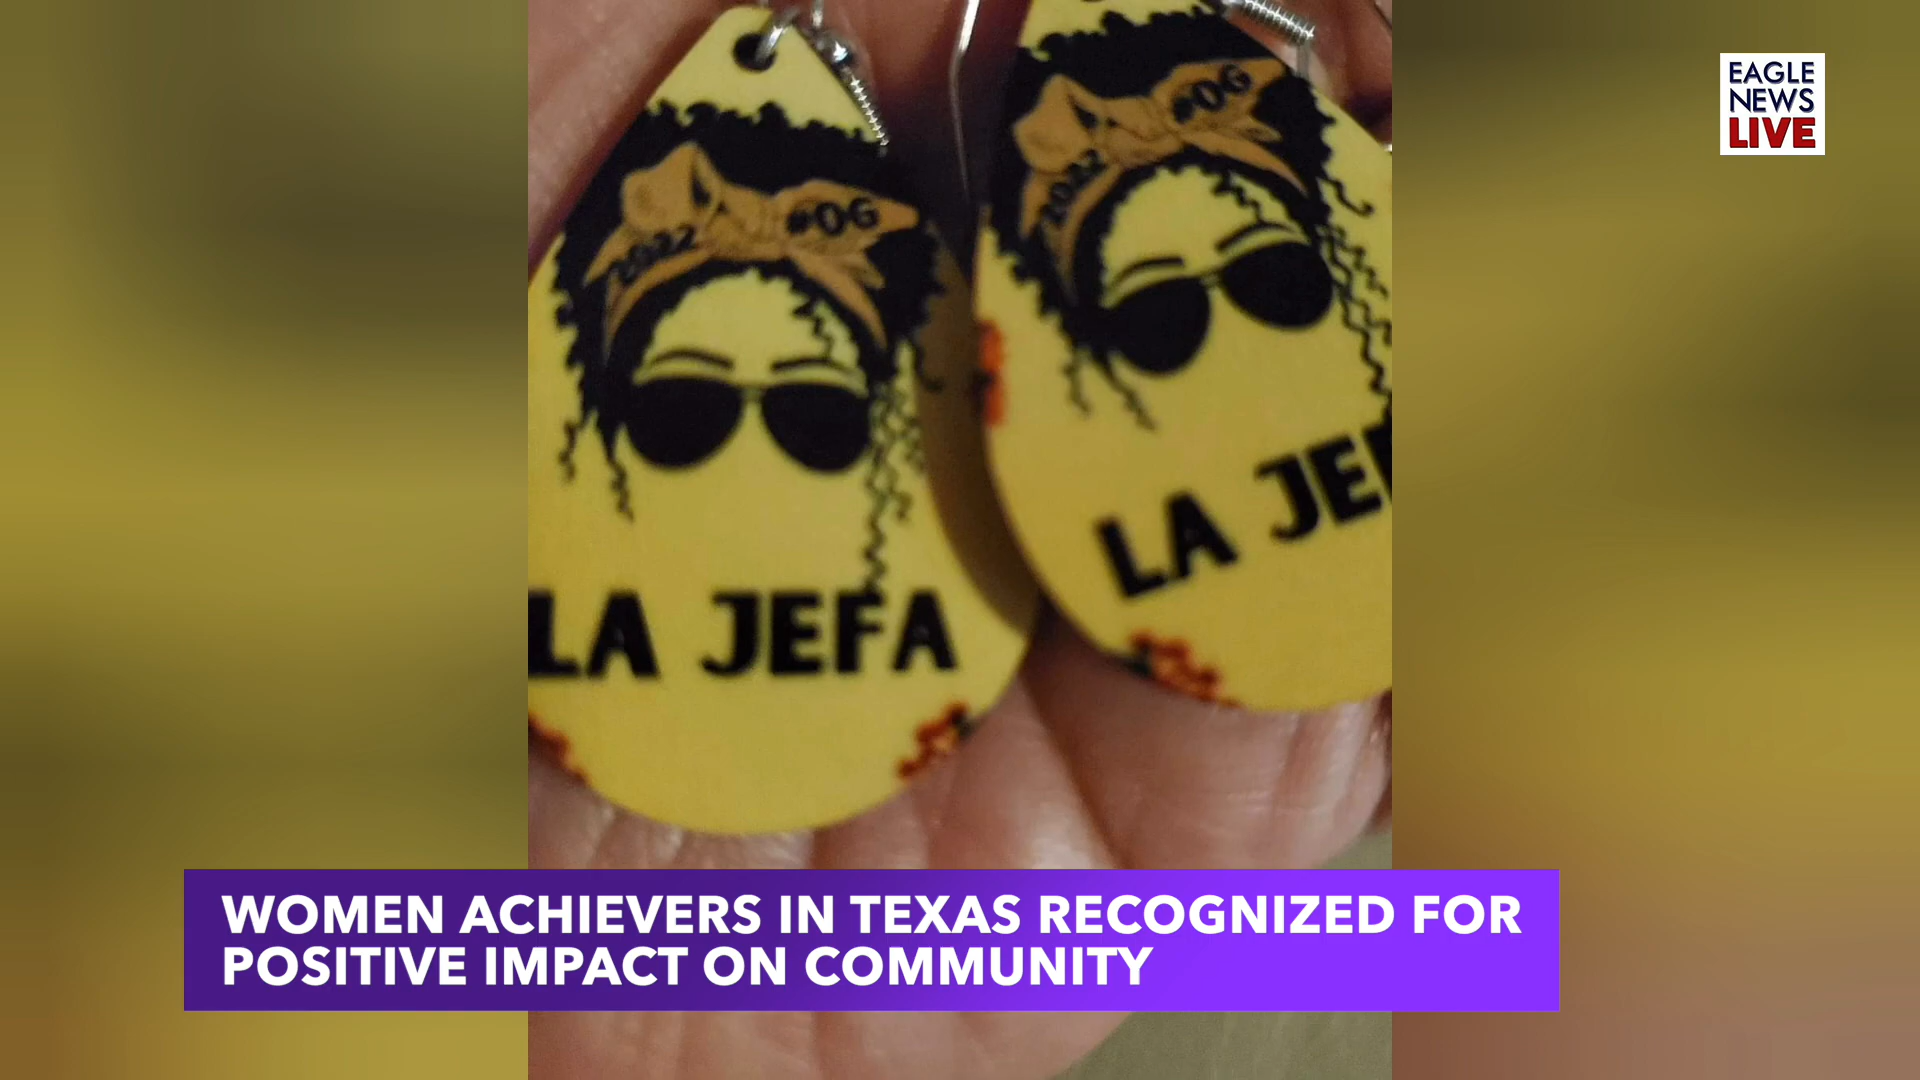 EAGLE
NEWS
LIVE
2022 #OG
LA JEFA
2022 #OG
LA JEF
WOMEN ACHIEVERS IN TEXAS RECOGNIZED FOR
POSITIVE IMPACT ON COMMUNITY